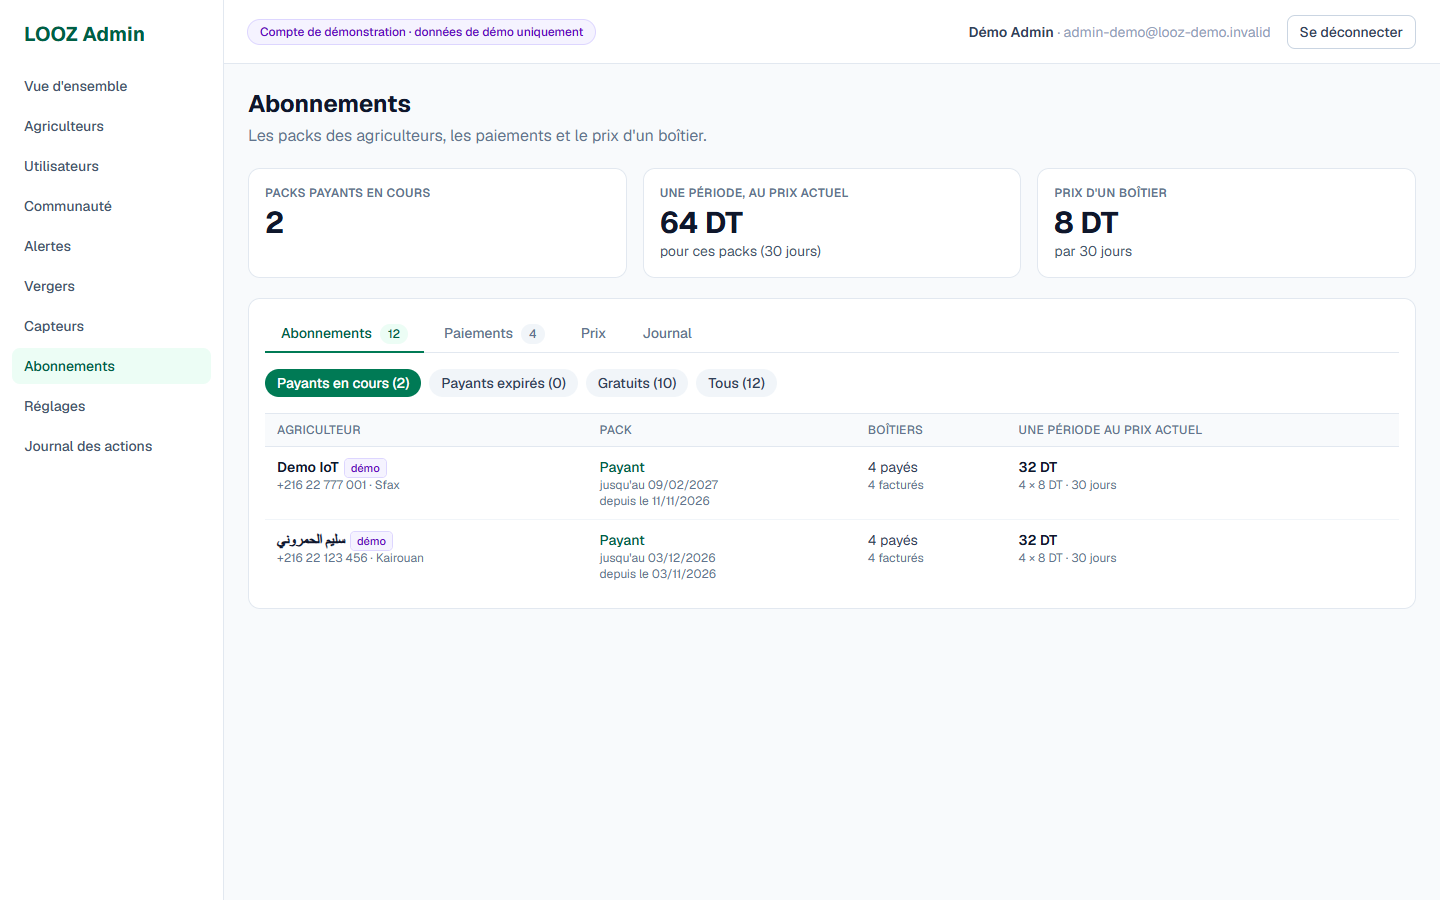 LOOZ Admin
Compte de démonstration · données de démo uniquement
Démo Admin · admin-demo@looz-demo.invalid
Se déconnecter
Vue d'ensemble
Agriculteurs
Utilisateurs
Communauté
Alertes
Vergers
Capteurs
Abonnements
Réglages
Journal des actions
Abonnements
Les packs des agriculteurs, les paiements et le prix d'un boîtier.
PACKS PAYANTS EN COURS
2
UNE PÉRIODE, AU PRIX ACTUEL
64 DT
pour ces packs (30 jours)
PRIX D'UN BOÎTIER
8 DT
par 30 jours
Abonnements 12
Paiements 4
Prix
Journal
Payants en cours (2)
Payants expirés (0)
Gratuits (10)
Tous (12)
AGRICULTEUR
PACK
BOÎTIERS
UNE PÉRIODE AU PRIX ACTUEL
Demo IoT démo
+216 22 777 001 · Sfax
Payant
jusqu'au 09/02/2027
depuis le 11/11/2026
4 payés
4 facturés
32 DT
4 × 8 DT · 30 jours
سليم الحمروني démo
+216 22 123 456 · Kairouan
Payant
jusqu'au 03/12/2026
depuis le 03/11/2026
4 payés
4 facturés
32 DT
4 × 8 DT · 30 jours